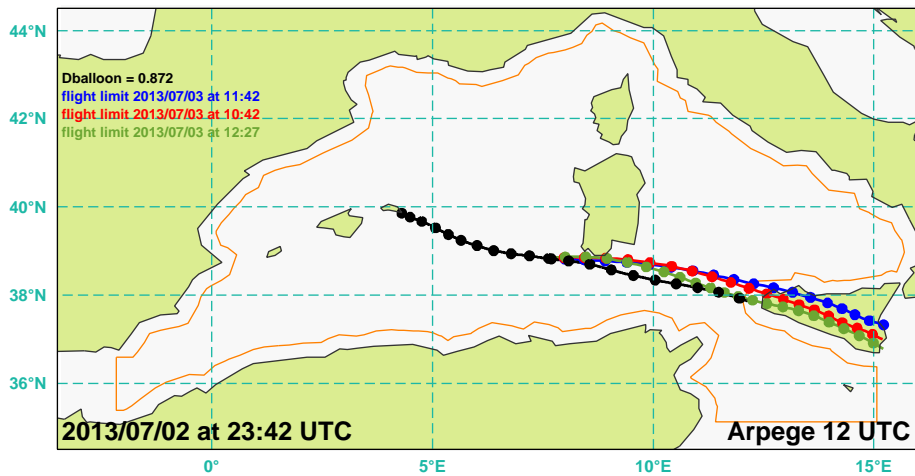 44°N
Dballoon = 0.872
flight limit 2013/07/03 at 11:42
flight limit 2013/07/03 at 10:42
flight limit 2013/07/03 at 12:27
42°N
40°N
38°N
36°N
2013/07/02 at 23:42 UTC
Arpege 12 UTC
0°
5°E
10°E
15°E